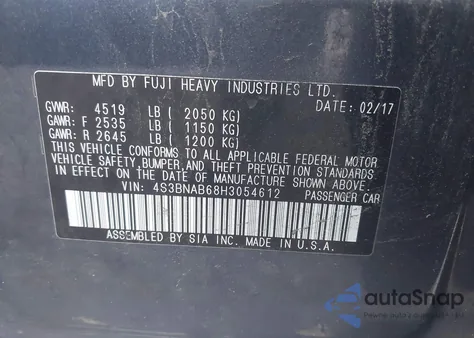 MFD BY FUJI HEAVY INDUSTRIES LTD.
GVWR: 4519 LB ( 2050 KG) DATE: 02/17
GAWR: F 2535 LB ( 1150 KG)
GAWR: R 2645 LB ( 1200 KG)
THIS VEHICLE CONFORMS TO ALL APPLICABLE FEDERAL MOTOR
VEHICLE SAFETY, BUMPER, AND THEFT PREVENTION STANDARDS
IN EFFECT ON THE DATE OF MANUFACTURE SHOWN ABOVE.
VIN: 4S3BNAB68H3054612 PASSENGER CAR
ASSEMBLED BY SIA INC. MADE IN U.S.A.
autoSnap